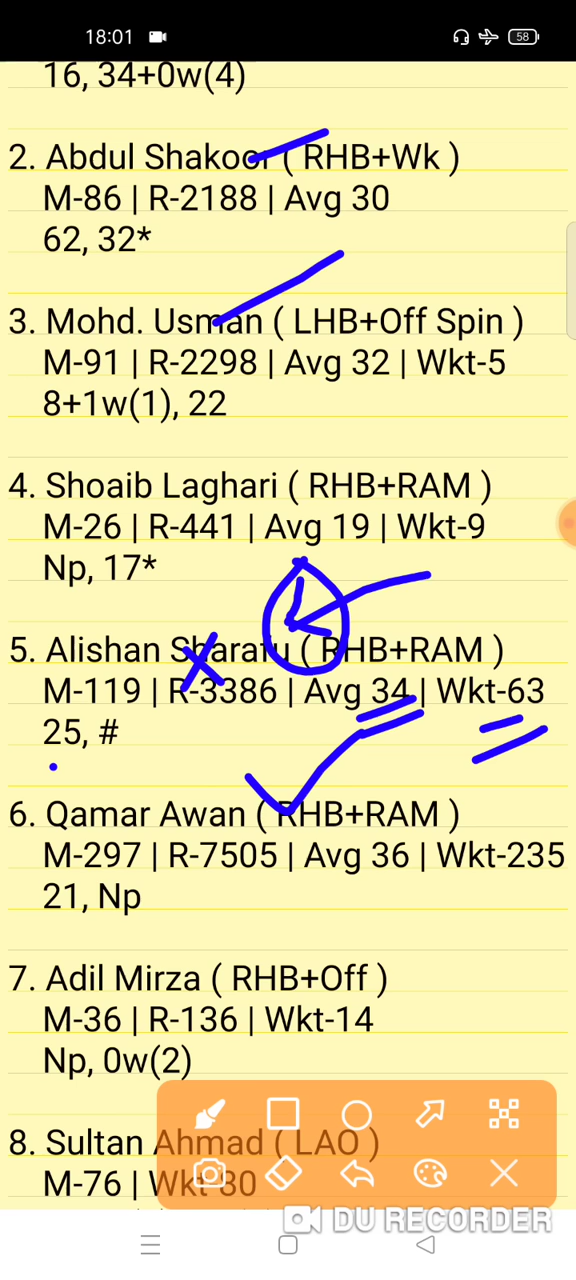 18:01
58
16, 34+0w(4)
2. Abdul Shakoor ( RHB+Wk )
M-86 | R-2188 | Avg 30
62, 32*
3. Mohd. Usman ( LHB+Off Spin )
M-91 | R-2298 | Avg 32 | Wkt-5
8+1w(1), 22
4. Shoaib Laghari ( RHB+RAM )
M-26 | R-441 | Avg 19 | Wkt-9
Np, 17*
5. Alishan Sharafu ( RHB+RAM )
M-119 | R-3386 | Avg 34 | Wkt-63
25, #
6. Qamar Awan ( RHB+RAM )
M-297 | R-7505 | Avg 36 | Wkt-235
21, Np
7. Adil Mirza ( RHB+Off )
M-36 | R-136 | Wkt-14
Np, 0w(2)
8. Sultan Ahmad ( LAO )
M-76 | Wkt-80
DU RECORDER